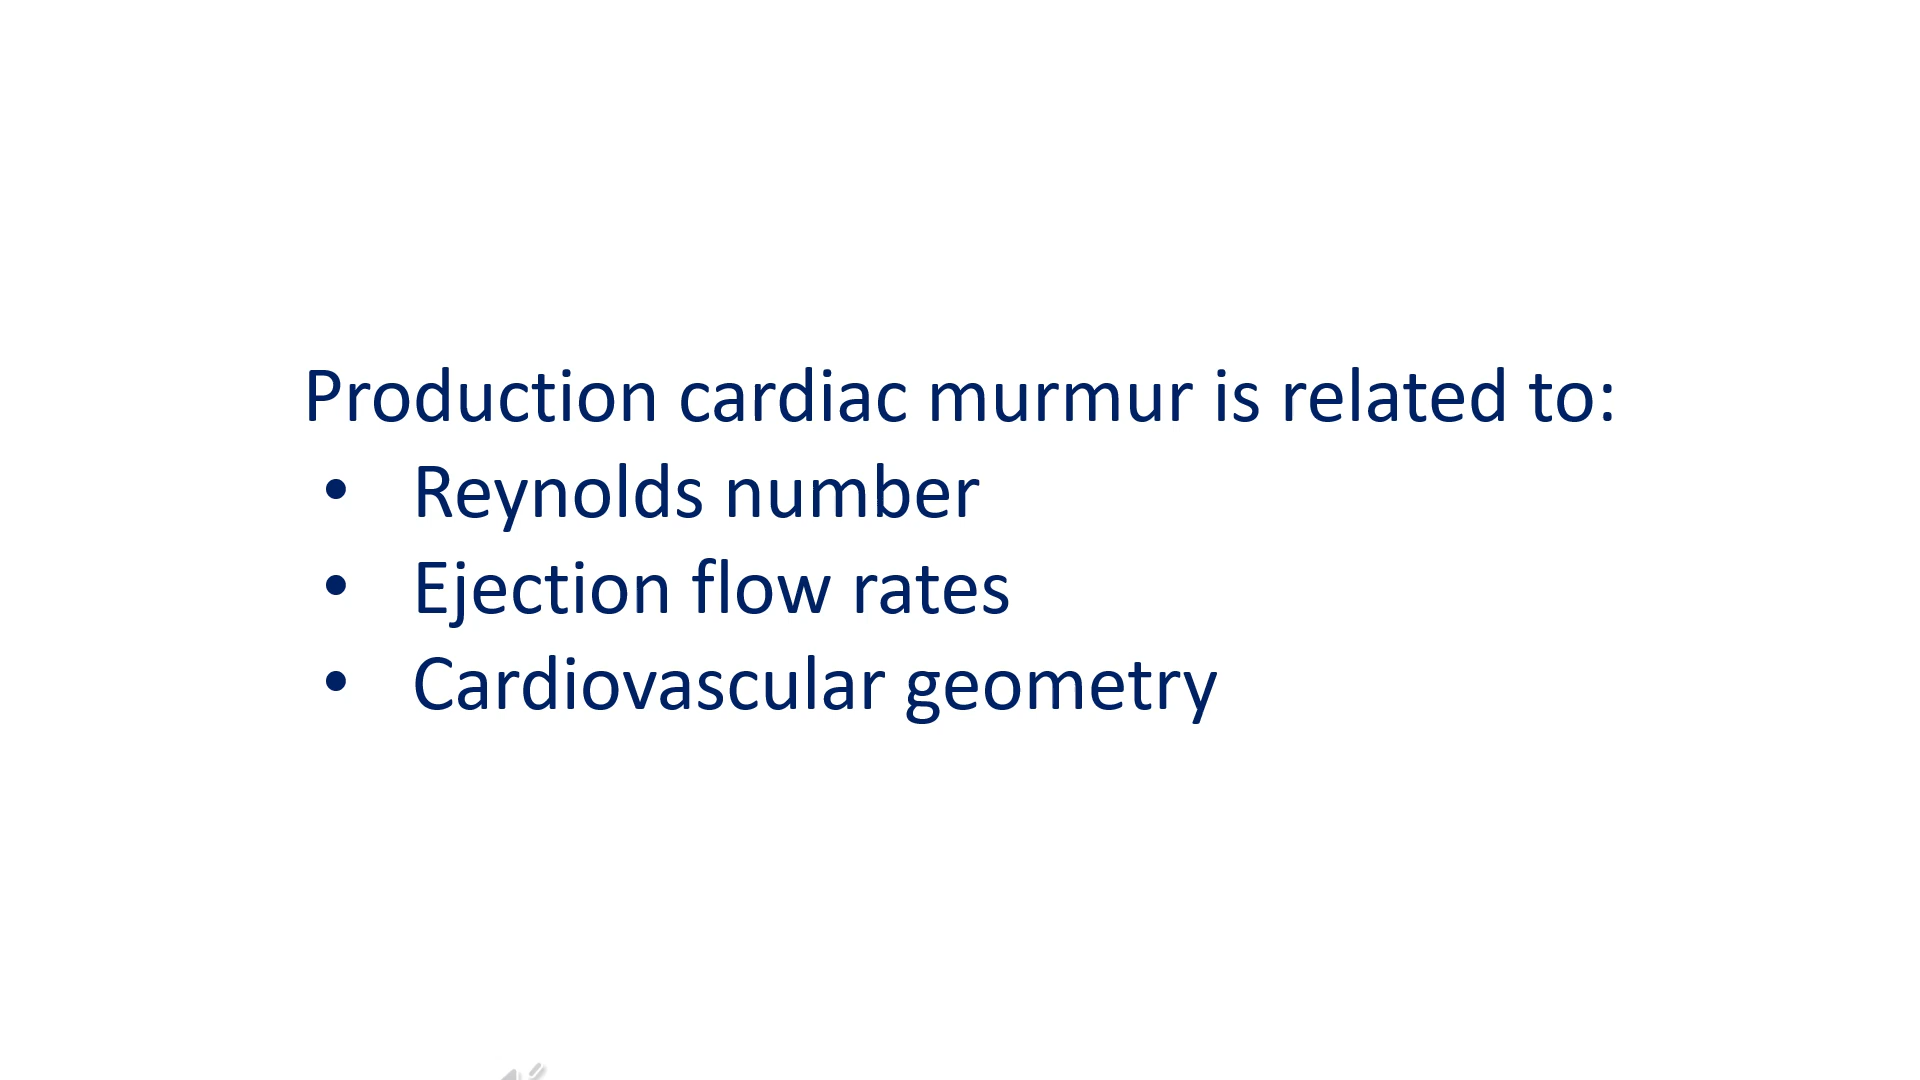 Production cardiac murmur is related to:
• Reynolds number
• Ejection flow rates
• Cardiovascular geometry